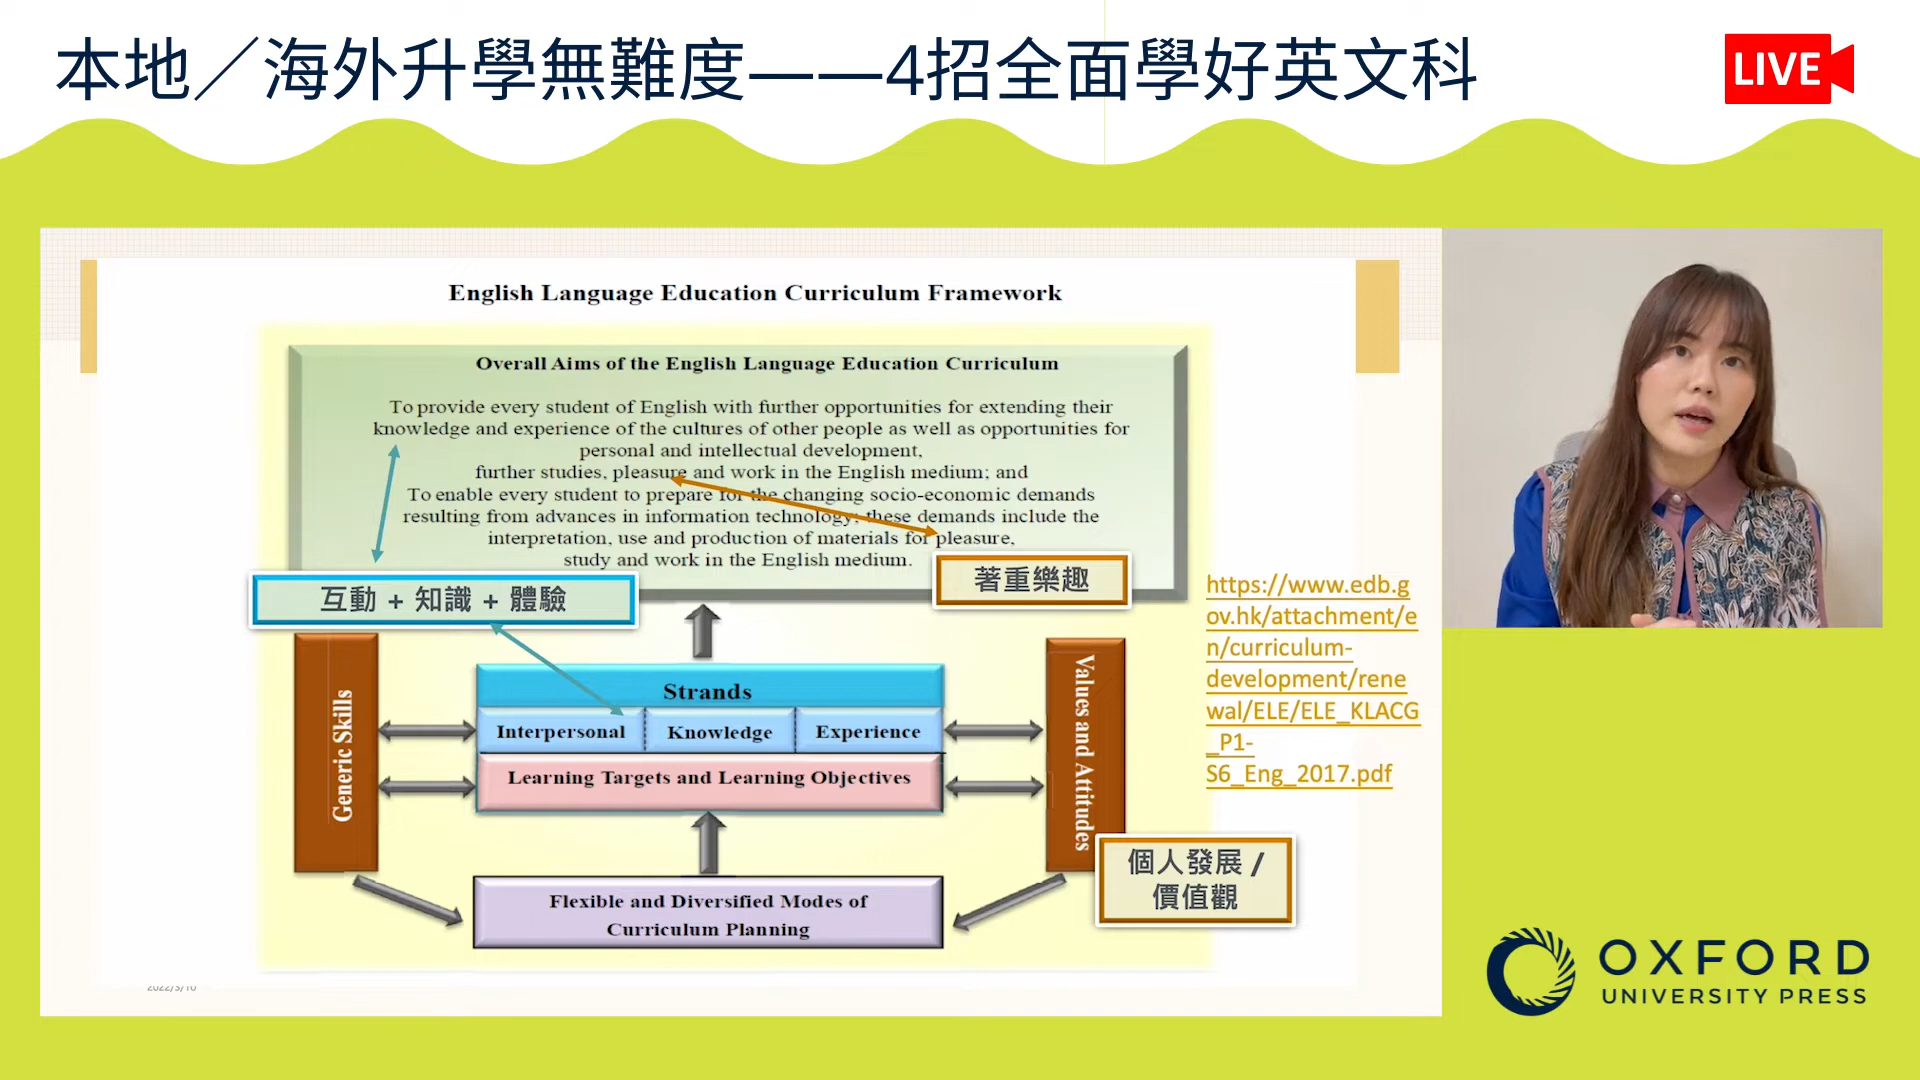 本地／海外升學無難度——4招全面學好英文科
LIVE
English Language Education Curriculum Framework
Overall Aims of the English Language Education Curriculum
To provide every student of English with further opportunities for extending their
knowledge and experience of the cultures of other people as well as opportunities for
personal and intellectual development,
further studies, pleasure and work in the English medium; and
To enable every student to prepare for the changing socio-economic demands
resulting from advances in information technology; these demands include the
interpretation, use and production of materials for pleasure,
study and work in the English medium.
互動 + 知識 + 體驗
著重樂趣
Generic Skills
Strands
Interpersonal
Knowledge
Experience
Learning Targets and Learning Objectives
Values and Attitudes
Flexible and Diversified Modes of
Curriculum Planning
個人發展 /
價值觀
https://www.edb.g
ov.hk/attachment/e
n/curriculum-
development/rene
wal/ELE/ELE_KLACG
_P1-
S6_Eng_2017.pdf
OXFORD
UNIVERSITY PRESS